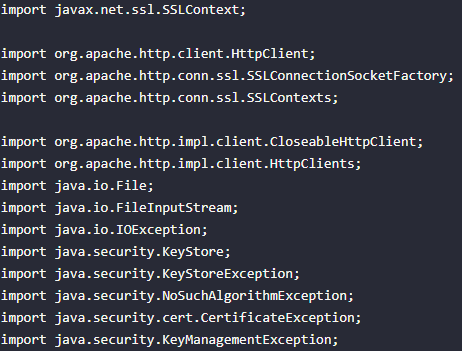 import javax.net.ssl.SSLContext;
import org.apache.http.client.HttpClient;
import org.apache.http.conn.ssl.SSLConnectionSocketFactory;
import org.apache.http.conn.ssl.SSLContexts;
import org.apache.http.impl.client.CloseableHttpClient;
import org.apache.http.impl.client.HttpClients;
import java.io.File;
import java.io.FileInputStream;
import java.io.IOException;
import java.security.KeyStore;
import java.security.KeyStoreException;
import java.security.NoSuchAlgorithmException;
import java.security.cert.CertificateException;
import java.security.KeyManagementException;